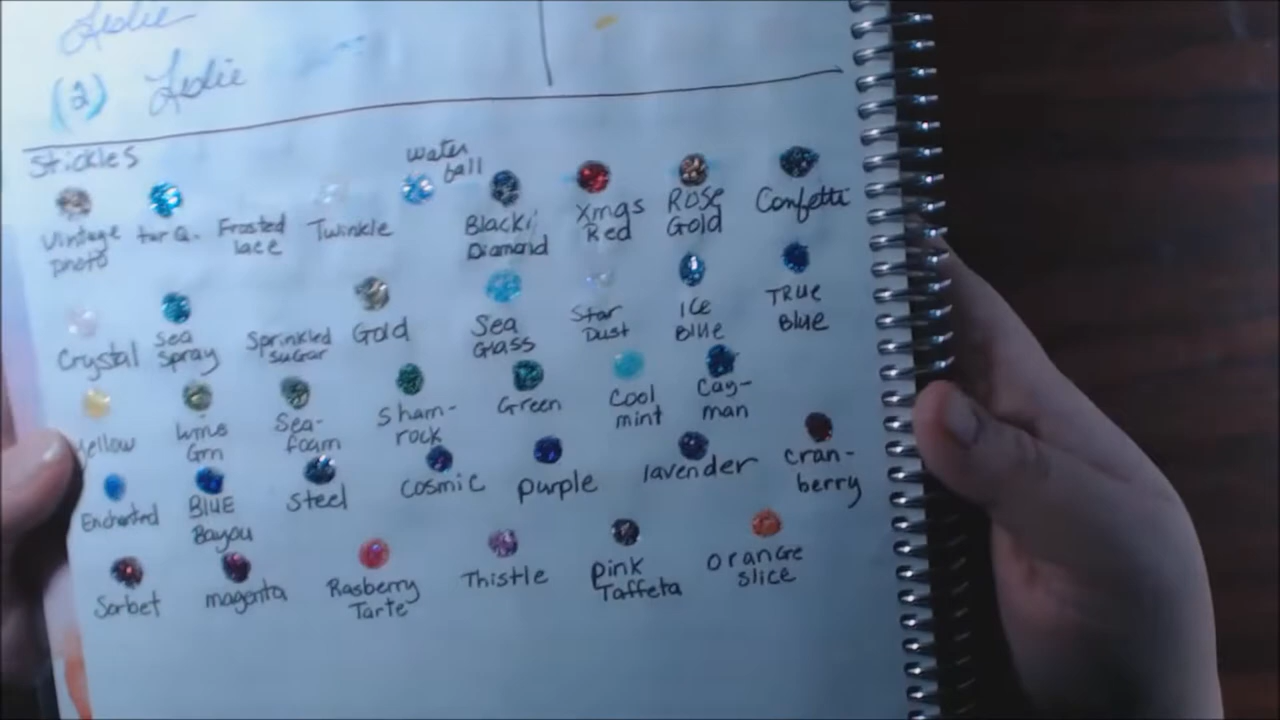 Leslie
(2) Leslie
Stickles
Vintage photo
turQ.
Frosted lace
Twinkle
water ball
Black Diamond
Xmas Red
ROSE Gold
Confetti
Crystal
Sea Spray
Sprinkled sugar
Gold
Sea Glass
Star Dust
ICE BLUE
TRUE Blue
yellow
Lime Grn
Sea-foam
Sham-rock
Green
Cool mint
Cay-man
Enchanted
BLUE Bayou
Steel
Cosmic
purple
lavender
cran-berry
Sorbet
magenta
Rasberry Tarte
Thistle
pink Taffeta
orange slice